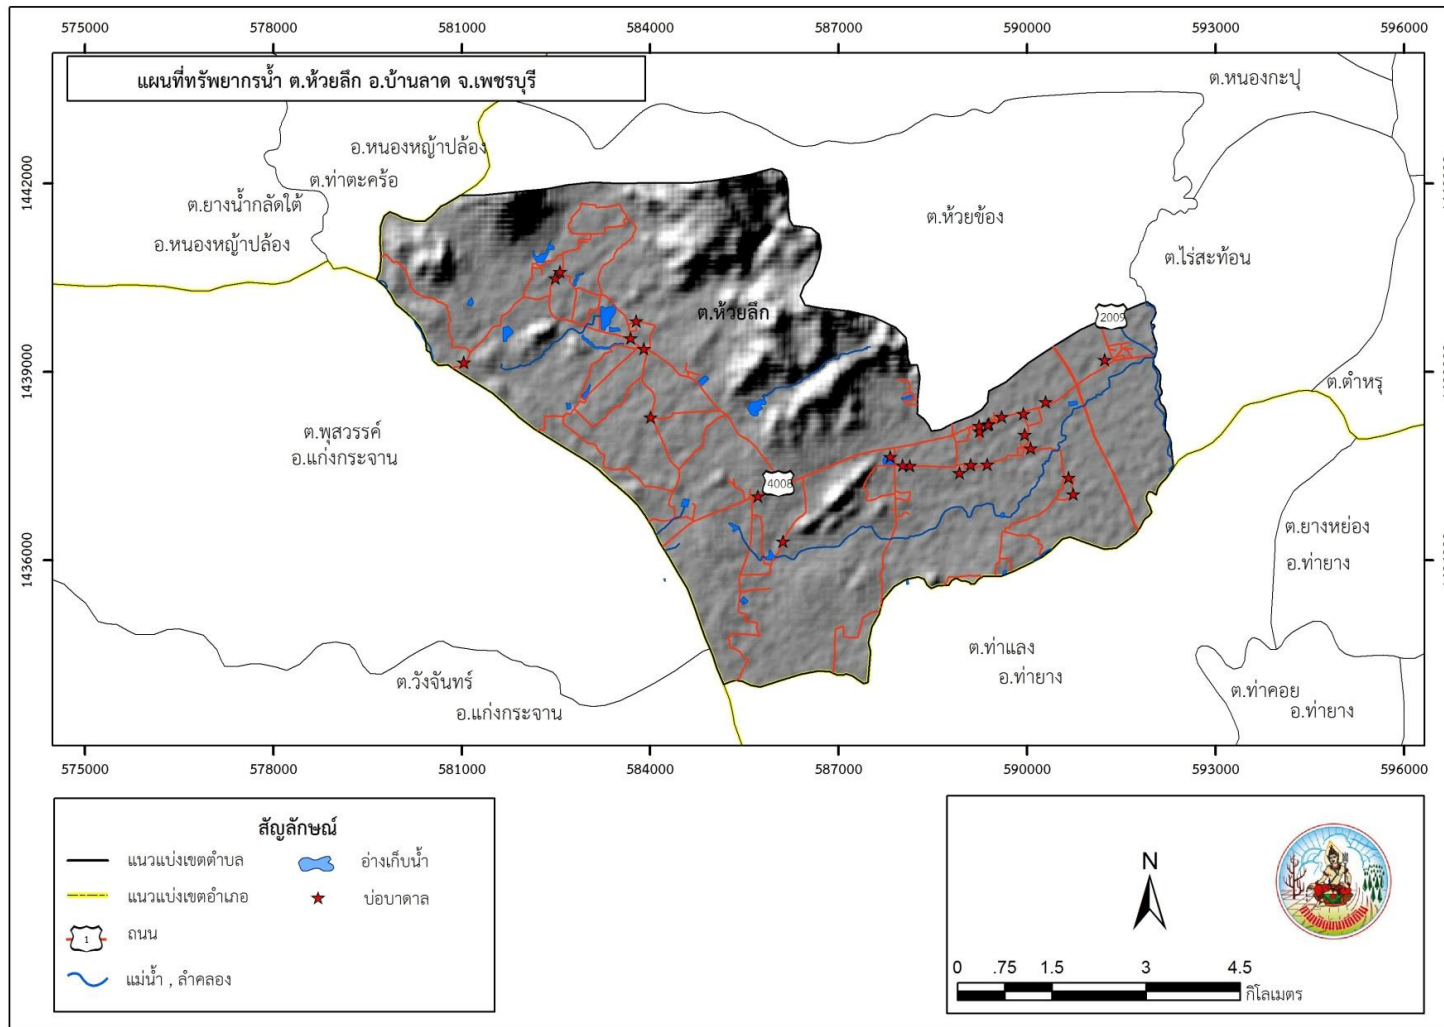 575000 578000 581000 584000 587000 590000 593000 596000
แผนที่ทรัพยากรน้ำ ต.ห้วยลึก อ.บ้านลาด จ.เพชรบุรี
ต.หนองกะปุ
อ.หนองหญ้าปล้อง
ต.ท่าตะคร้อ
1442000
ต.ยางน้ำกลัดใต้
อ.หนองหญ้าปล้อง
ต.ห้วยข้อง
ต.ไร่สะท้อน
ต.ห้วยลึก
2009
1439000
ต.ตำหรุ
ต.พุสวรรค์
อ.แก่งกระจาน
4008
ต.ยางหย่อง
อ.ท่ายาง
1436000
ต.ท่าแลง
อ.ท่ายาง
ต.วังจันทร์
อ.แก่งกระจาน
ต.ท่าคอย
อ.ท่ายาง
575000 578000 581000 584000 587000 590000 593000 596000
สัญลักษณ์
แนวแบ่งเขตตำบล
อ่างเก็บน้ำ
แนวแบ่งเขตอำเภอ
บ่อบาดาล
1
ถนน
แม่น้ำ , ลำคลอง
N
0 .75 1.5 3 4.5
กิโลเมตร
กรมพัฒนาที่ดิน